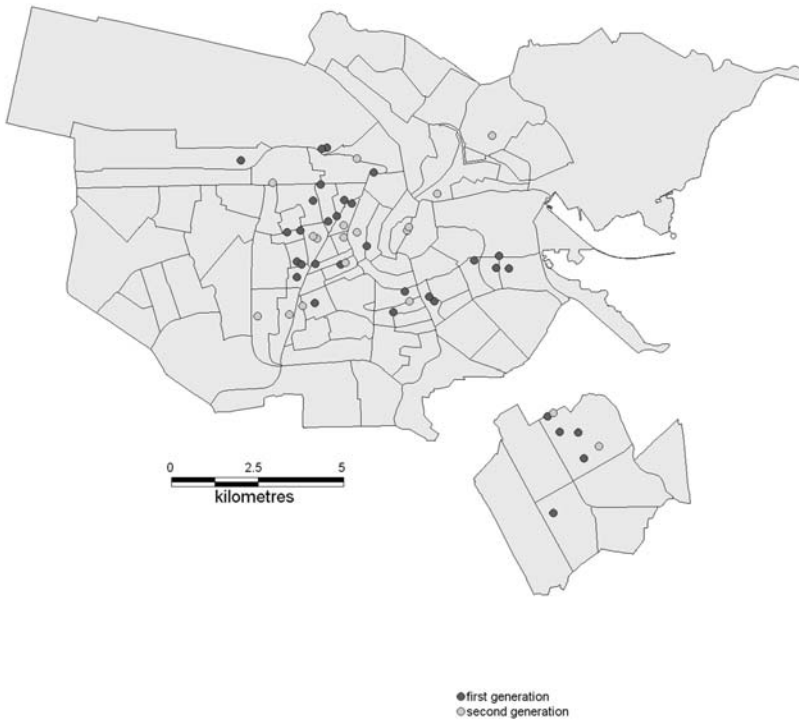 0 2.5 5
kilometres
first generation
second generation